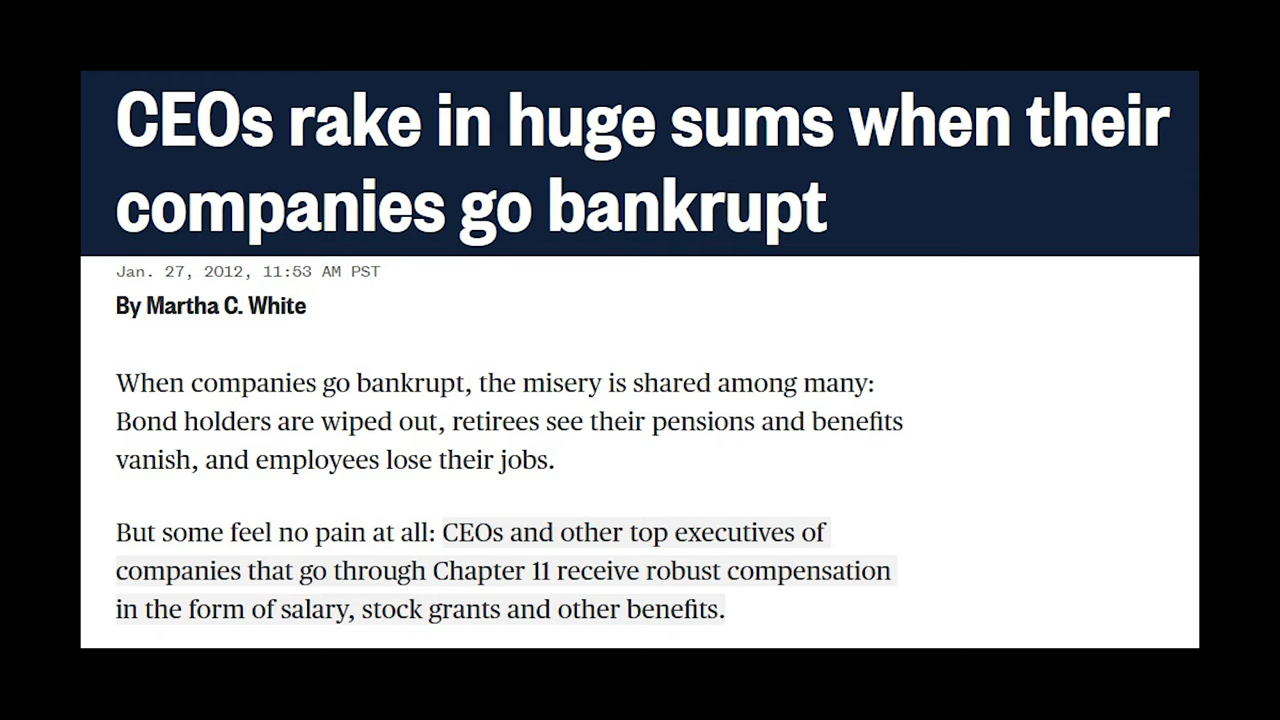 CEOs rake in huge sums when their
companies go bankrupt
Jan. 27, 2012, 11:53 AM PST
By Martha C. White
When companies go bankrupt, the misery is shared among many:
Bond holders are wiped out, retirees see their pensions and benefits
vanish, and employees lose their jobs.
But some feel no pain at all: CEOs and other top executives of
companies that go through Chapter 11 receive robust compensation
in the form of salary, stock grants and other benefits.